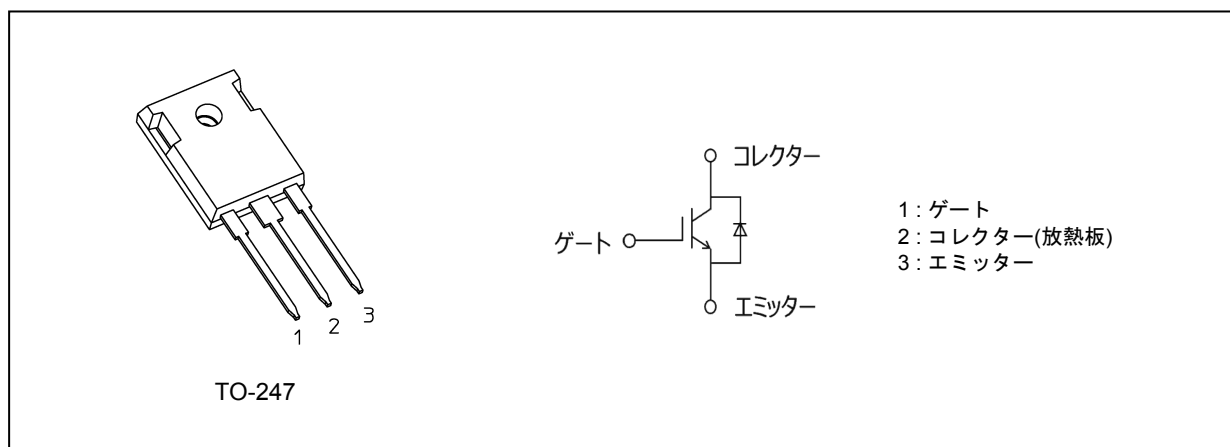 コレクター
ゲート
エミッター
1 : ゲート
2 : コレクター(放熱板)
3 : エミッター
1
2
3
TO-247